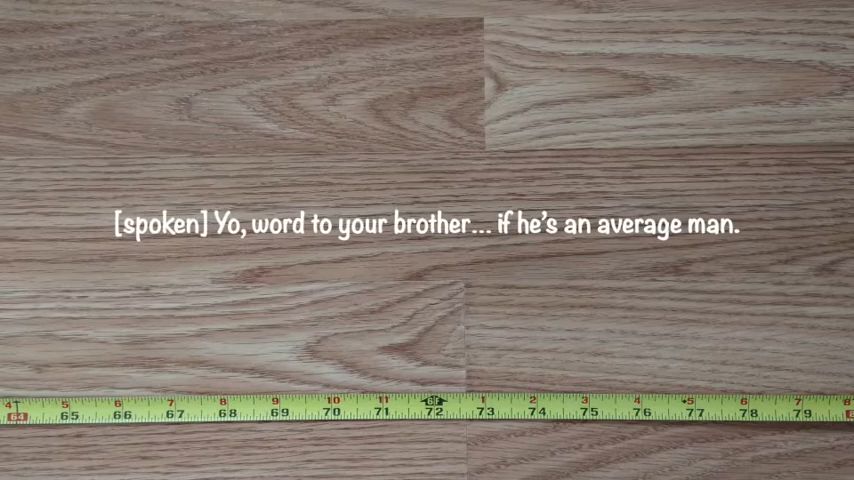 [spoken] Yo, word to your brother... if he's an average man.
4 5 6 7 8 9 10 11 6F 1 2 3 4 5 6 7 8
64 65 66 67 68 69 70 71 72 73 74 75 76 77 78 79